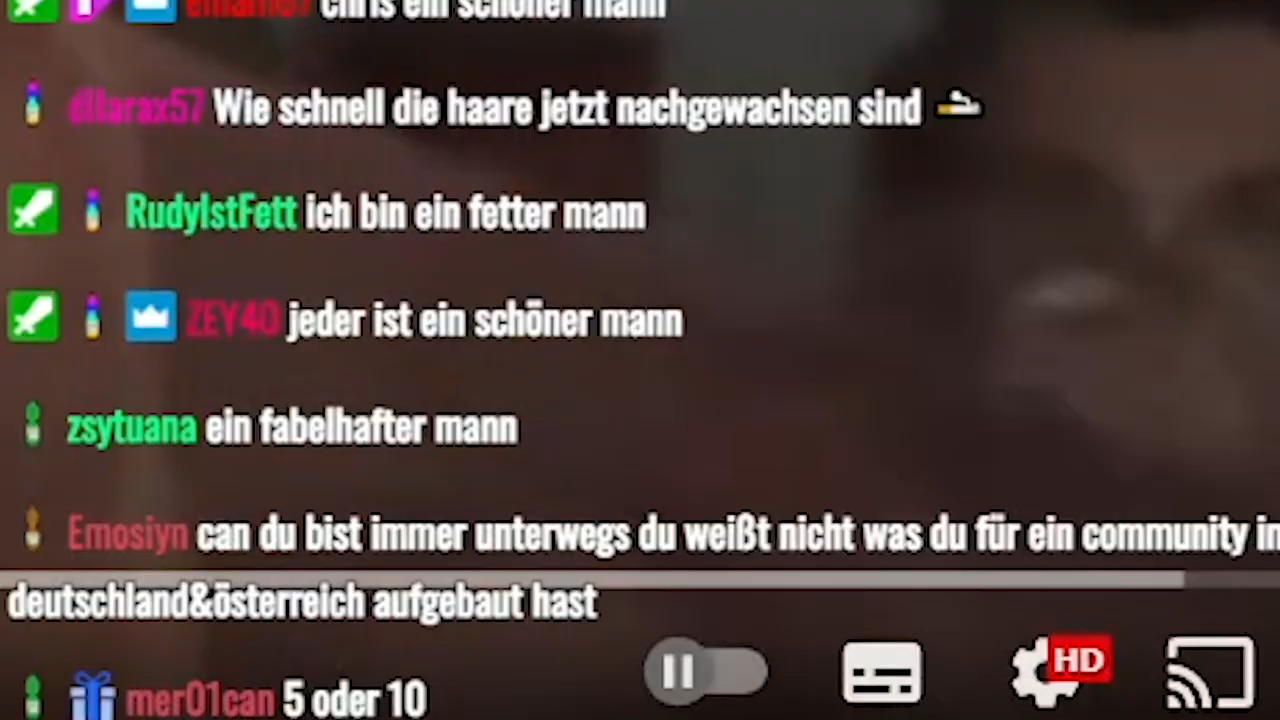 chris ein schöner mann
dilarax57 Wie schnell die haare jetzt nachgewachsen sind
RudyIstFett ich bin ein fetter mann
ZEY40 jeder ist ein schöner mann
zsytuana ein fabelhafter mann
Emosiyn can du bist immer unterwegs du weißt nicht was du für ein community in
deutschland&österreich aufgebaut hast
HD
mer01can 5 oder 10